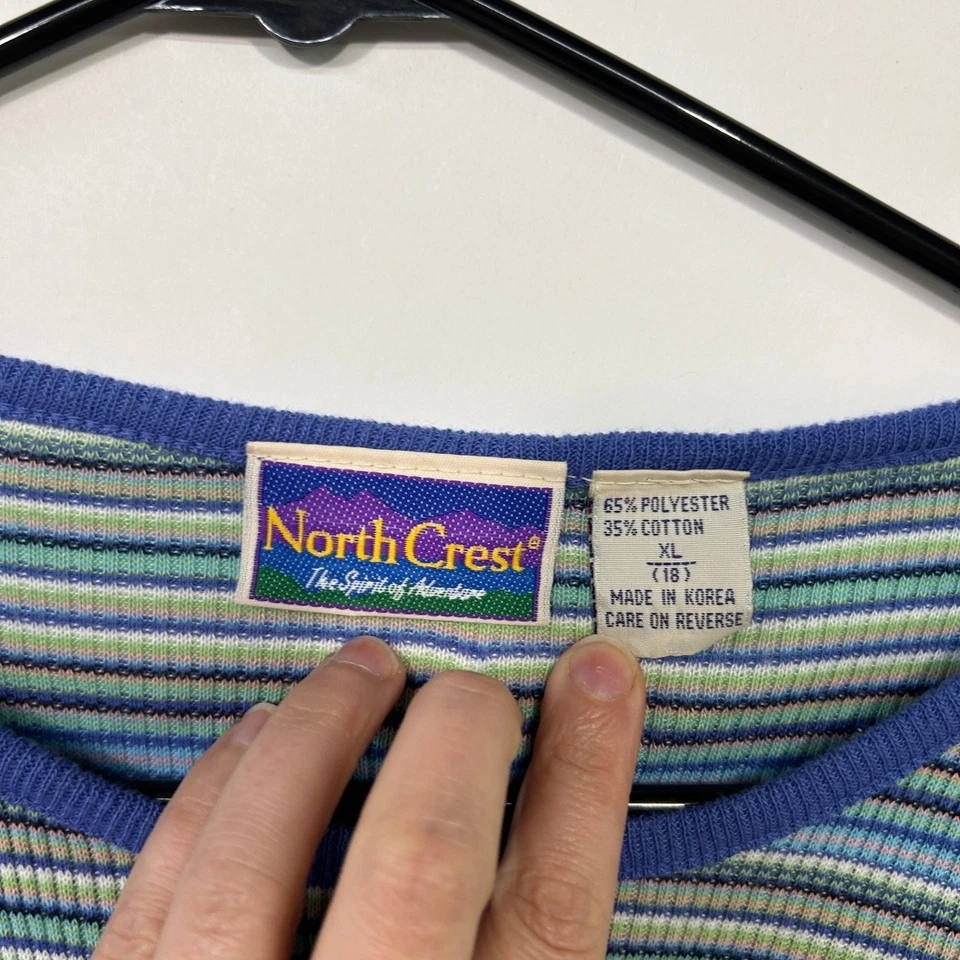 North Crest®
The Spirit of Adventure
65% POLYESTER
35% COTTON
XL
(18)
MADE IN KOREA
CARE ON REVERSE